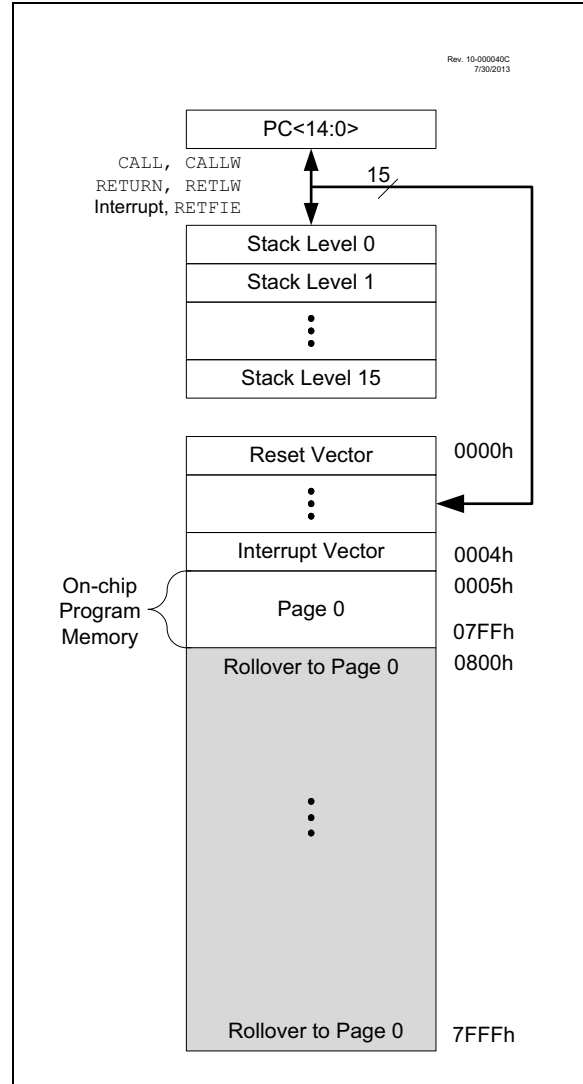 Rev. 10-000040C
7/30/2013
PC<14:0>
CALL, CALLW
RETURN, RETLW
Interrupt, RETFIE
15
Stack Level 0
Stack Level 1
Stack Level 15
Reset Vector
0000h
Interrupt Vector
0004h
On-chip
Program
Memory
Page 0
0005h
07FFh
Rollover to Page 0
0800h
Rollover to Page 0
7FFFh